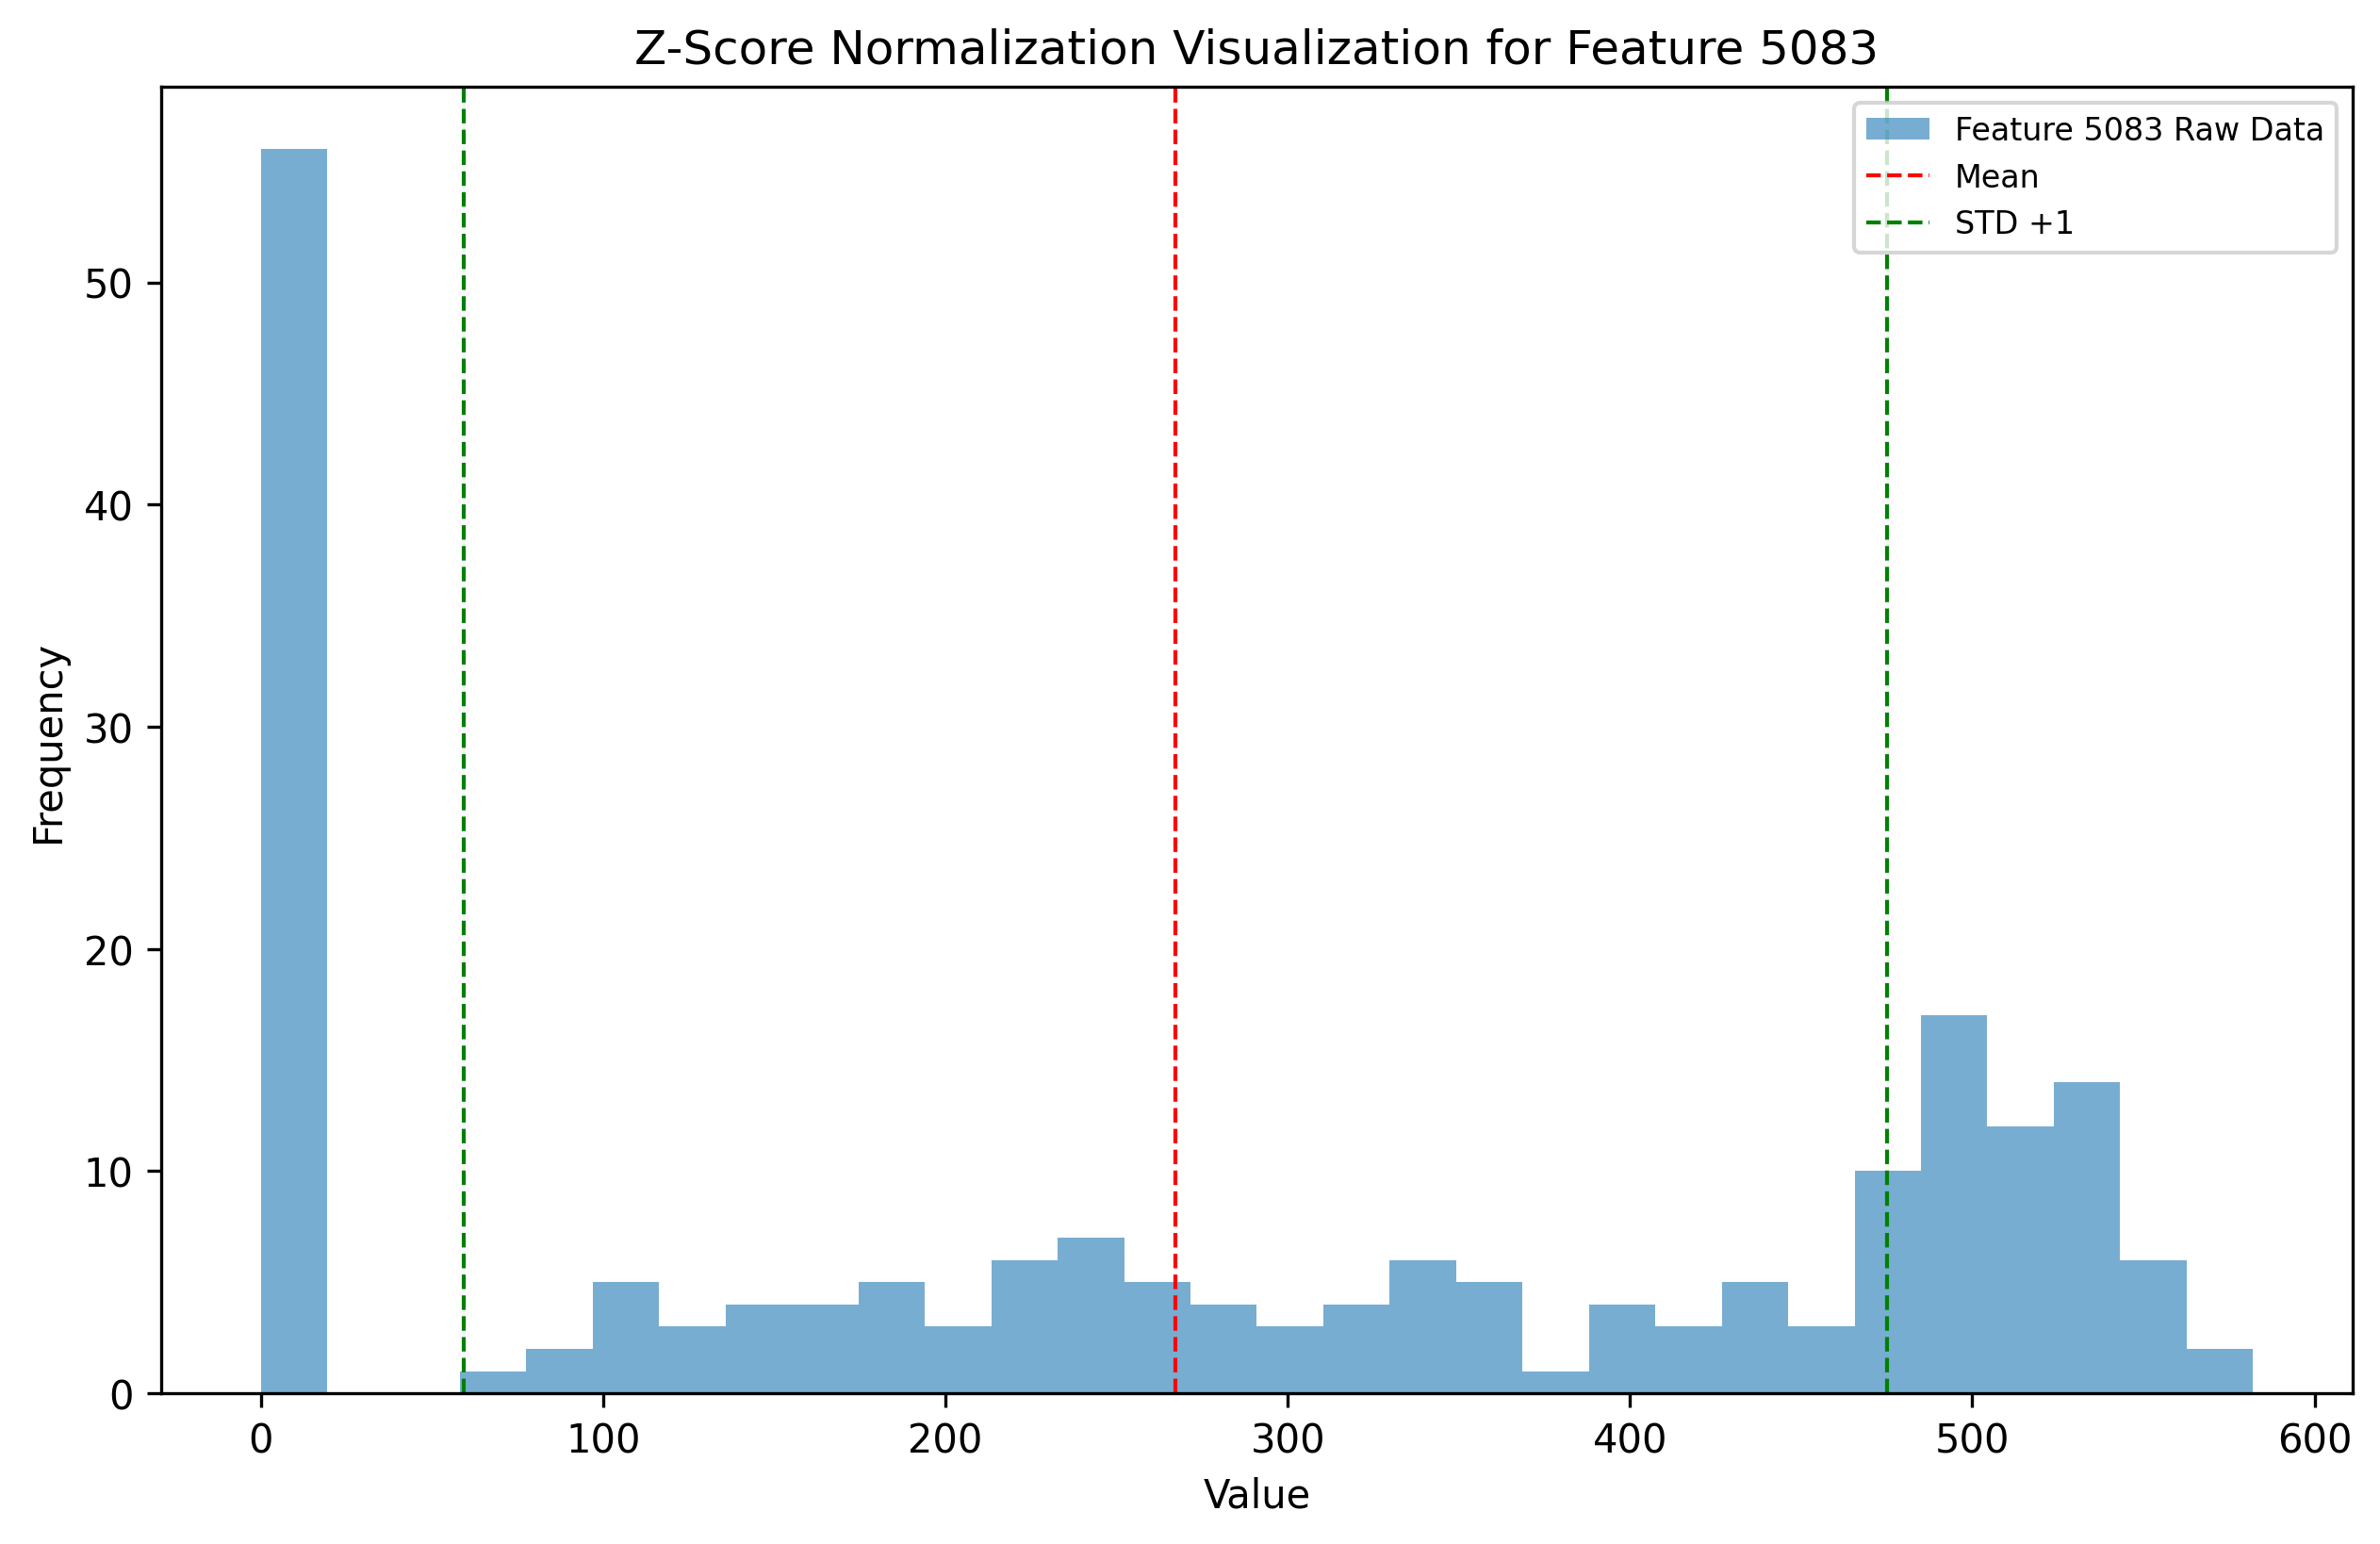 Z-Score Normalization Visualization for Feature 5083
Feature 5083 Raw Data
Mean
STD +1
Frequency
50
40
30
20
10
0
0 100 200 300 400 500 600
Value